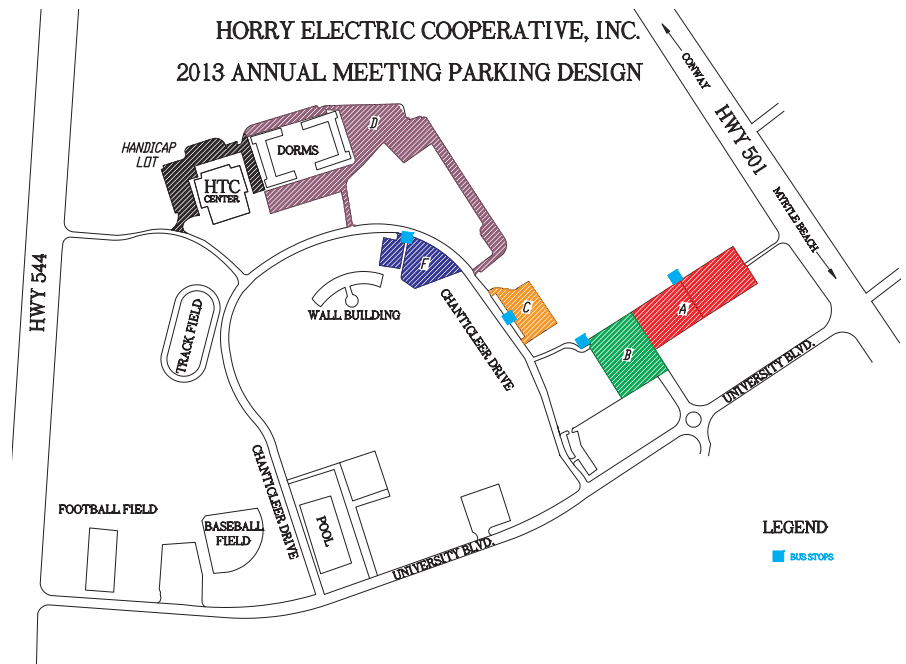 HORRY ELECTRIC COOPERATIVE, INC.
2013 ANNUAL MEETING PARKING DESIGN
CONWAY
HWY 501
MYRTLE BEACH
HANDICAP
LOT
D
DORMS
HTC
CENTER
HWY 544
F
WALL BUILDING
TRACK FIELD
CHANTICLEER DRIVE
C
A
B
UNIVERSITY BLVD.
CHANTICLEER DRIVE
FOOTBALL FIELD
BASEBALL
FIELD
POOL
UNIVERSITY BLVD.
LEGEND
BUS STOPS